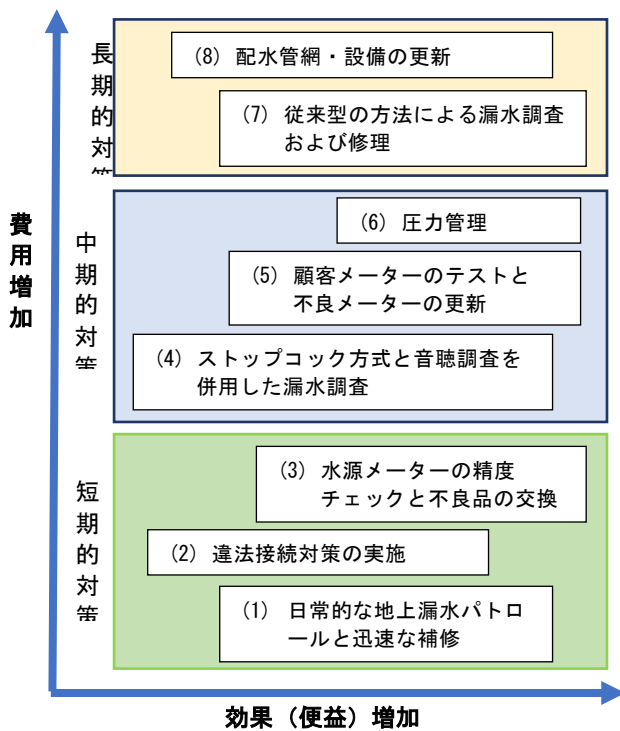 費用増加
長期的対策
(8) 配水管網・設備の更新
(7) 従来型の方法による漏水調査
および修理
中期的対策
(6) 圧力管理
(5) 顧客メーターのテストと
不良メーターの更新
(4) ストップコック方式と音聴調査を
併用した漏水調査
短期的対策
(3) 水源メーターの精度
チェックと不良品の交換
(2) 違法接続対策の実施
(1) 日常的な地上漏水パトロ
ールと迅速な補修
効果（便益）増加